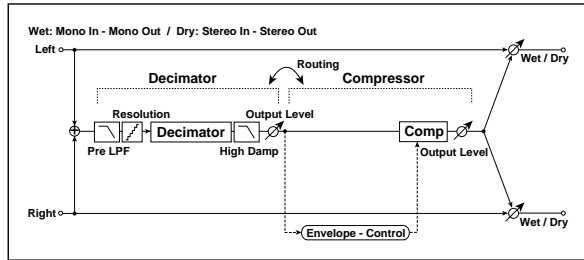 Wet: Mono In - Mono Out / Dry: Stereo In - Stereo Out
Left
Wet / Dry
Routing
Decimator
Compressor
Resolution
Output Level
Decimator
Comp
Pre LPF
High Damp
Output Level
Right
Envelope - Control
Wet / Dry